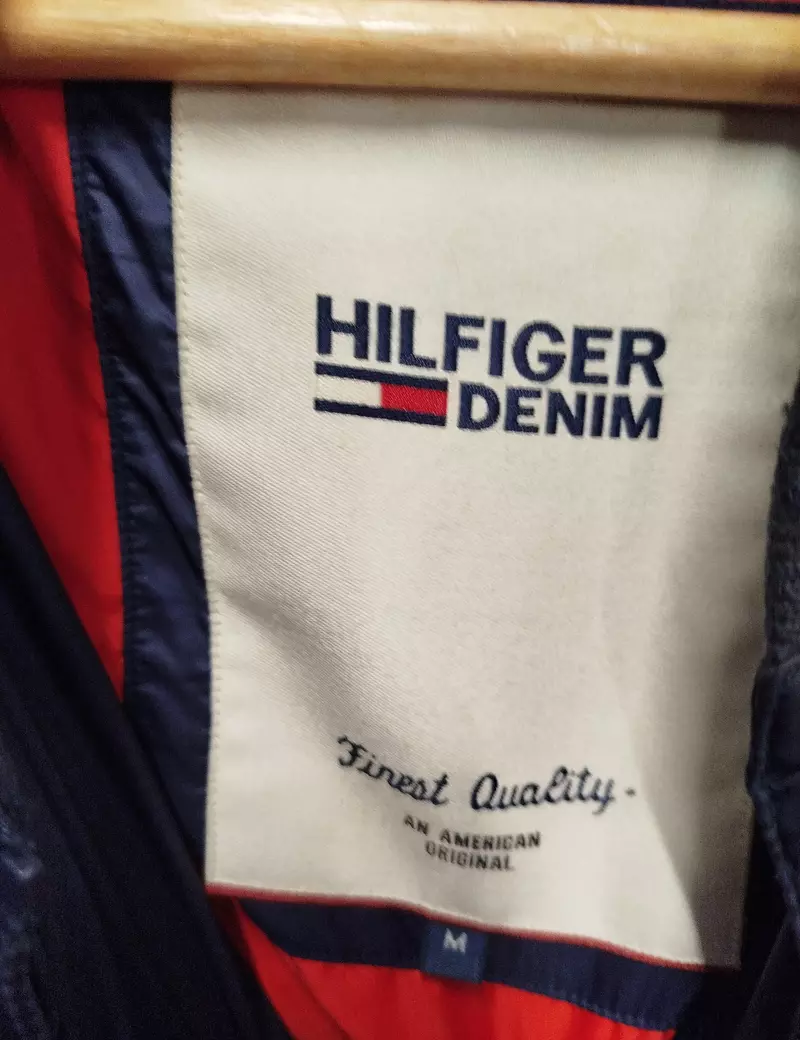 HILFIGER
DENIM
Finest Quality.
AN AMERICAN
ORIGINAL
M